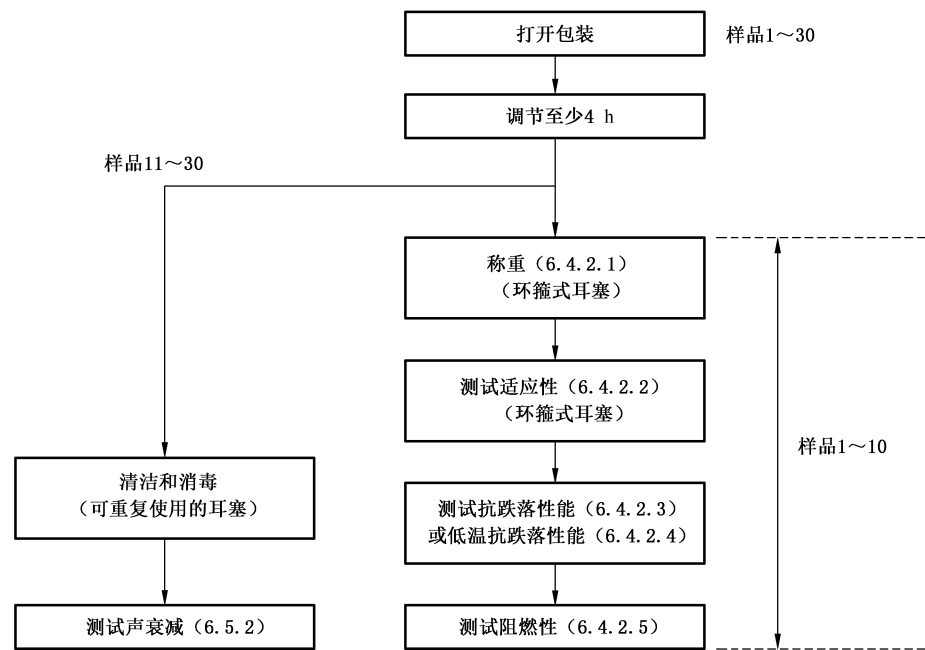 打开包装
样品1～30
调节至少4 h
样品11～30
称重（6.4.2.1）
（环箍式耳塞）
测试适应性（6.4.2.2）
（环箍式耳塞）
样品1～10
清洁和消毒
（可重复使用的耳塞）
测试抗跌落性能（6.4.2.3）
或低温抗跌落性能（6.4.2.4）
测试声衰减（6.5.2）
测试阻燃性（6.4.2.5）